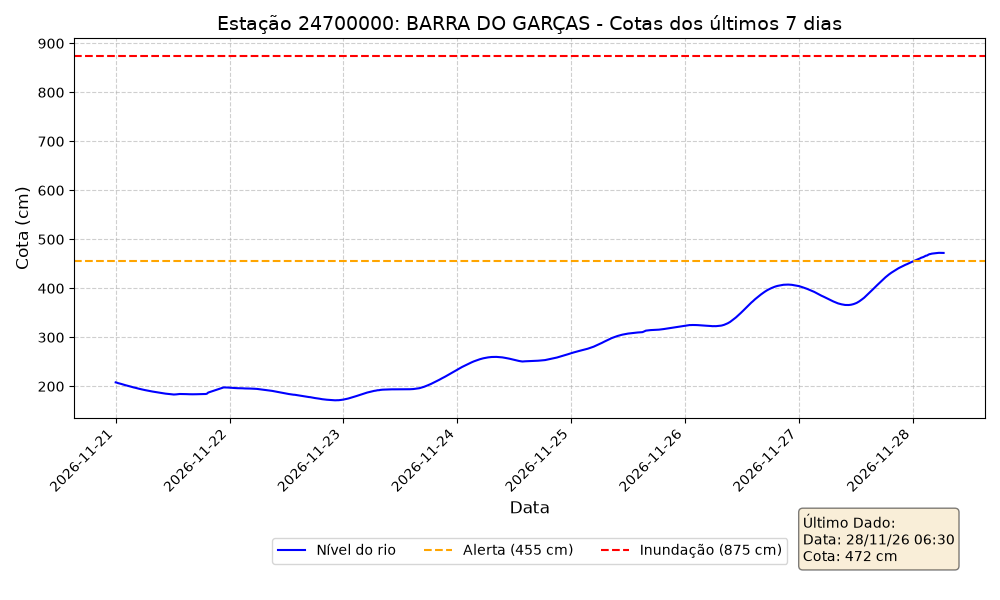 Estação 24700000: BARRA DO GARÇAS - Cotas dos últimos 7 dias
Cota (cm)
900
800
700
600
500
400
300
200
2026-11-21
2026-11-22
2026-11-23
2026-11-24
2026-11-25
2026-11-26
2026-11-27
2026-11-28
Data
Nível do rio
Alerta (455 cm)
Inundação (875 cm)
Último Dado:
Data: 28/11/26 06:30
Cota: 472 cm